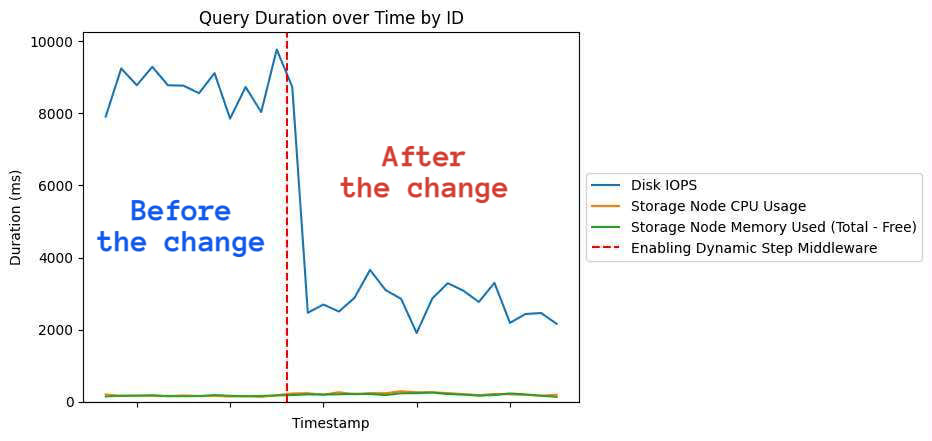 Query Duration over Time by ID
10000
8000
6000
4000
2000
0
Duration (ms)
Before
the change
After
the change
Timestamp
Disk IOPS
Storage Node CPU Usage
Storage Node Memory Used (Total - Free)
Enabling Dynamic Step Middleware